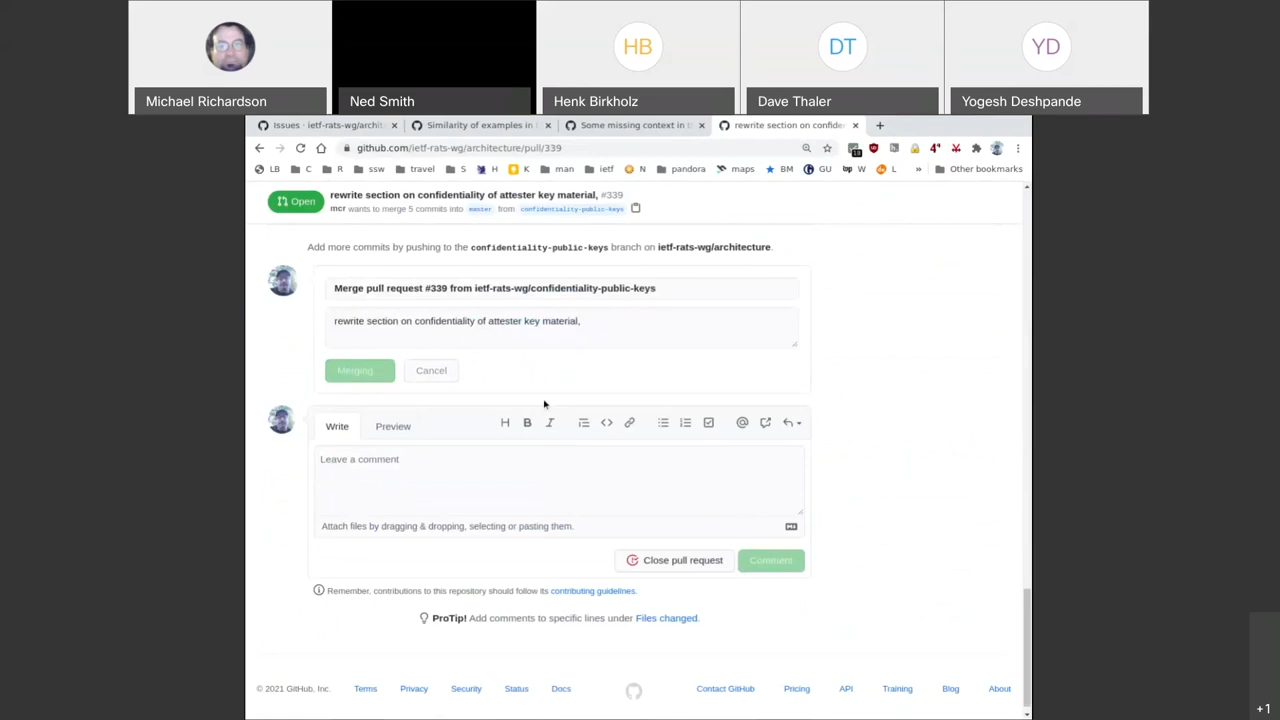 HB
DT
YD
Michael Richardson
Ned Smith
Henk Birkholz
Dave Thaler
Yogesh Deshpande
Issues · ietf-rats-wg/archit
Similarity of examples in
Some missing context in t
rewrite section on confide
github.com/ietf-rats-wg/architecture/pull/339
LB
C
R
ssw
travel
S
H
K
man
ietf
N
pandora
maps
BM
GU
W
L
»
Other bookmarks
Open
rewrite section on confidentiality of attester key material, #339
mcr wants to merge 5 commits into master from confidentiality-public-keys
Add more commits by pushing to the confidentiality-public-keys branch on ietf-rats-wg/architecture.
Merge pull request #339 from ietf-rats-wg/confidentiality-public-keys
rewrite section on confidentiality of attester key material,
Merging
Cancel
Write
Preview
Leave a comment
Attach files by dragging & dropping, selecting or pasting them.
Close pull request
Comment
Remember, contributions to this repository should follow its contributing guidelines.
ProTip! Add comments to specific lines under Files changed.
© 2021 GitHub, Inc.
Terms
Privacy
Security
Status
Docs
Contact GitHub
Pricing
API
Training
Blog
About
+1